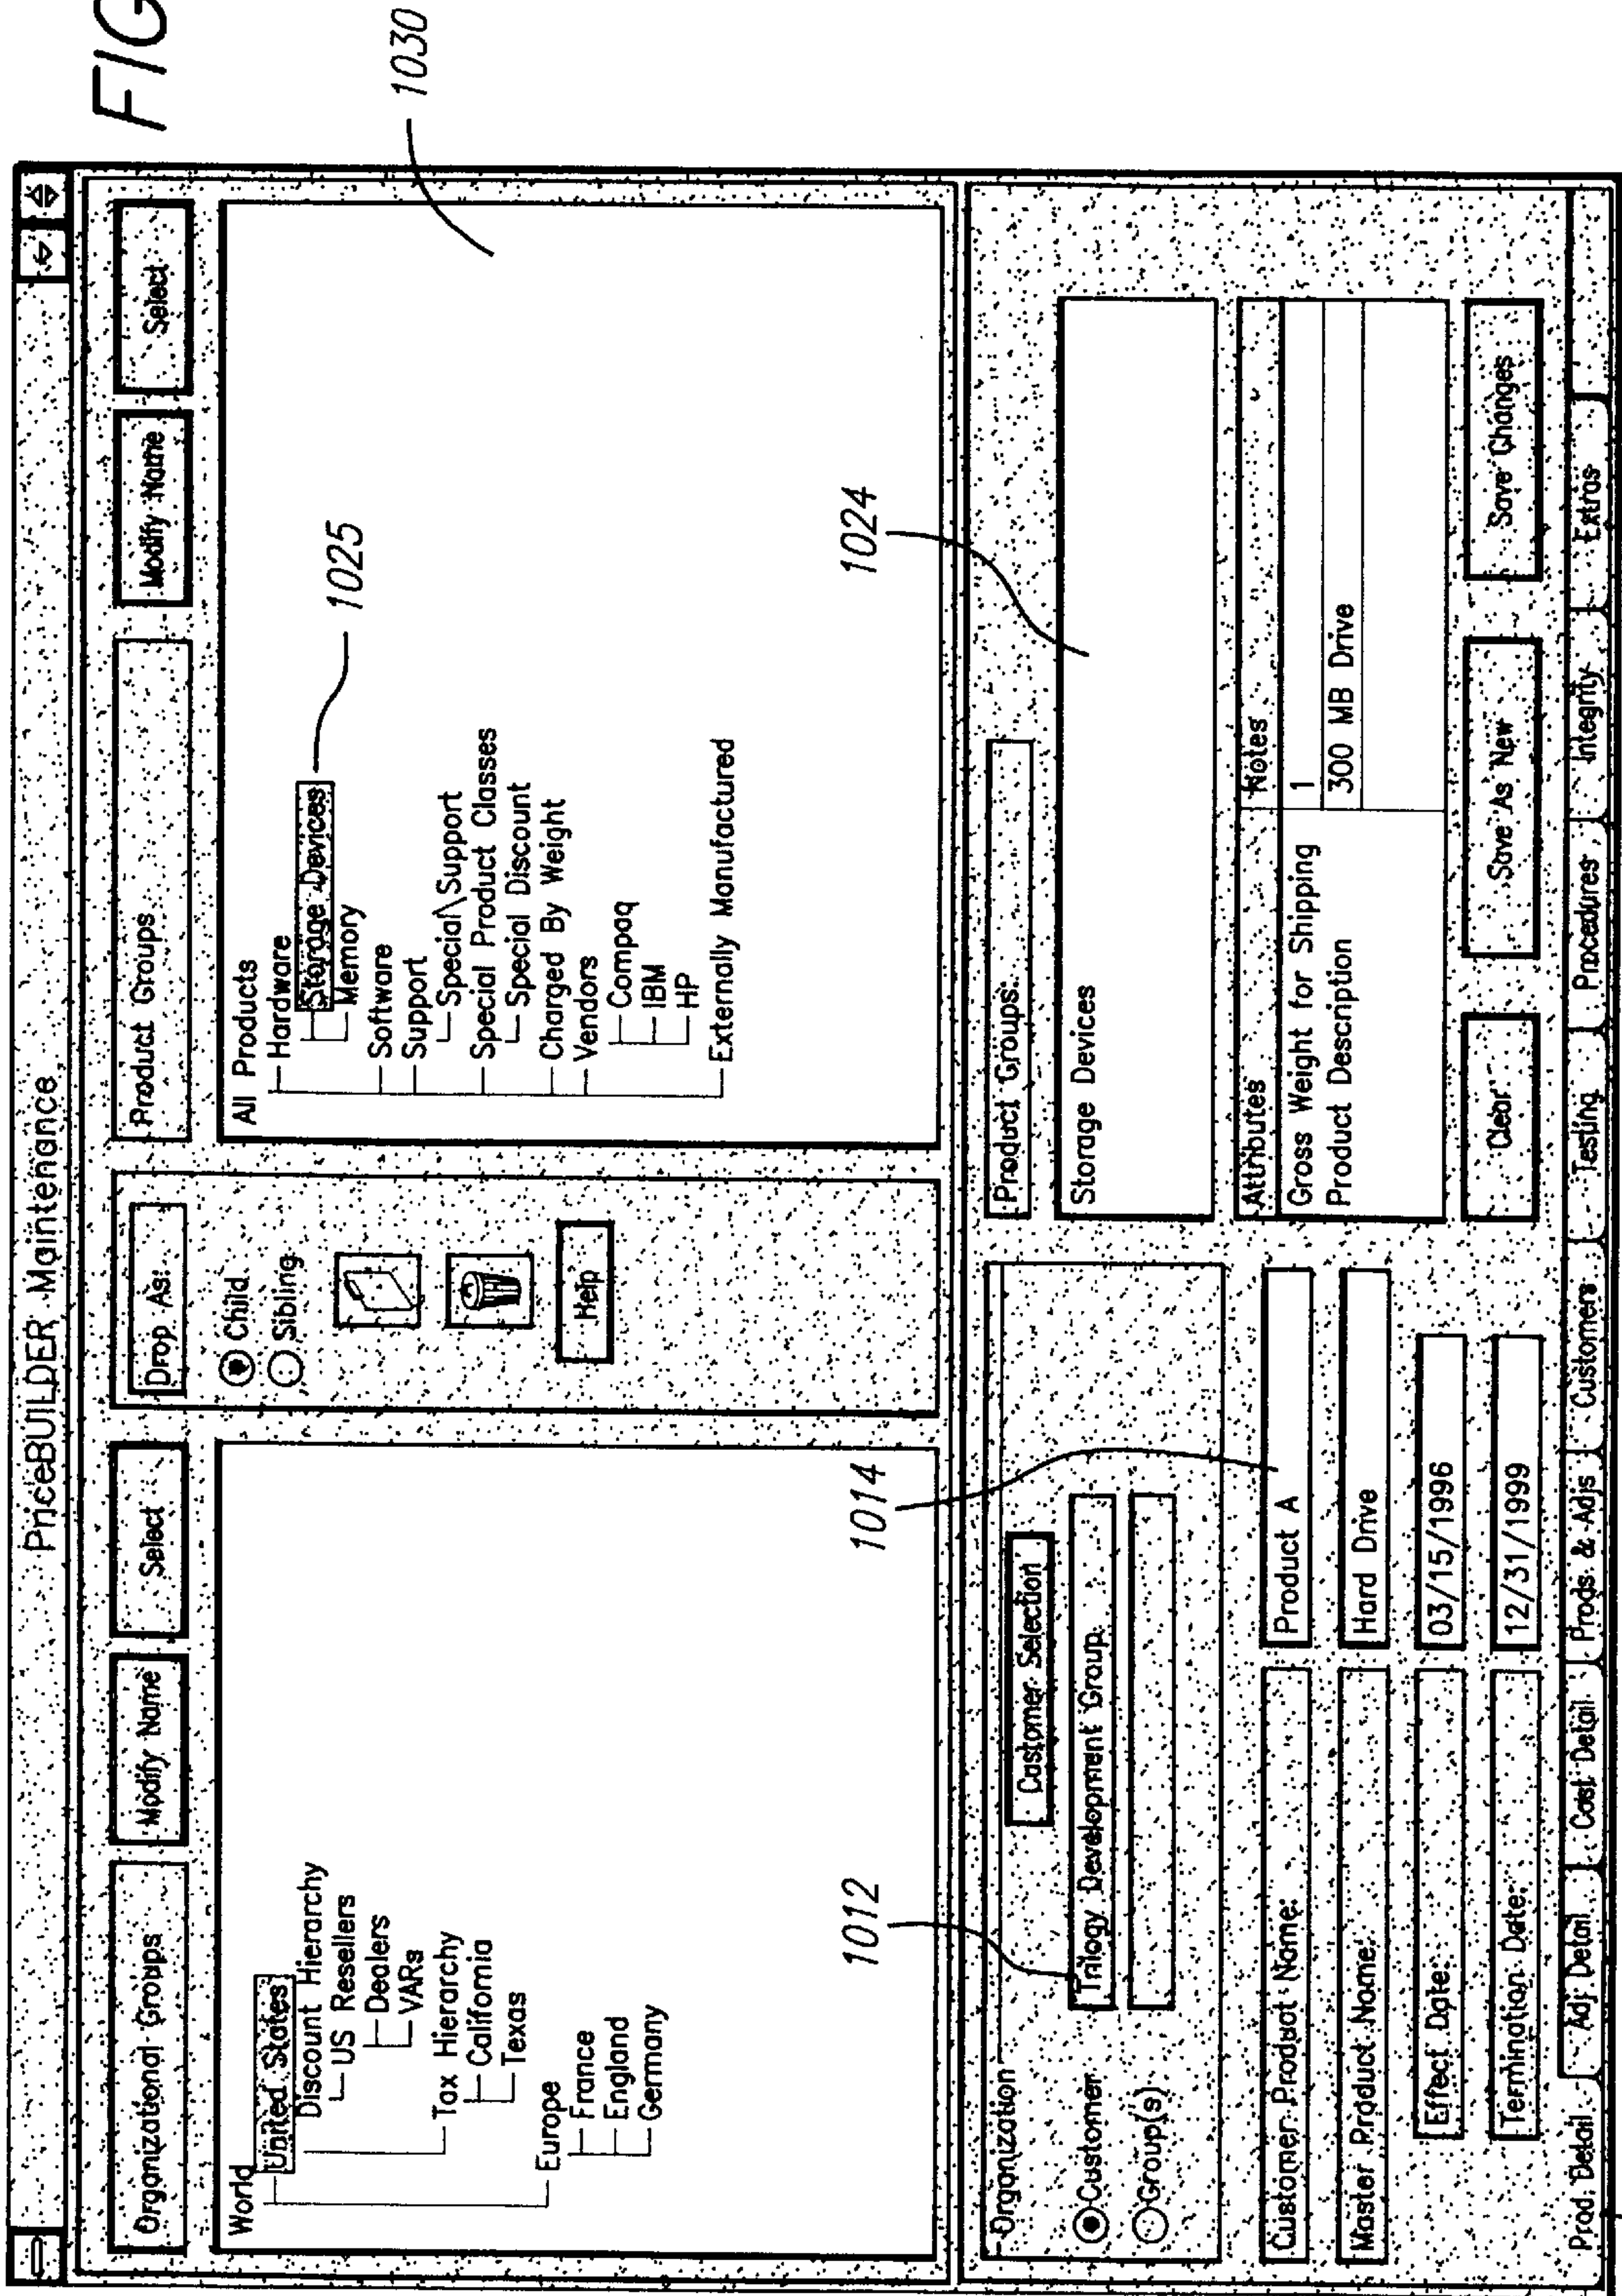 FIG
PriceBUILDER Maintenance
Organizational Groups
Modify Name
Select
World
United States
Discount Hierarchy
US Resellers
Dealers
VARs
Tax Hierarchy
California
Texas
Europe
France
England
Germany
Drop As:
Child
Sibling
Help
Product Groups
Modify Name
Select
All Products
Hardware
Storage Devices
Memory
Software
Support
Special\Support
Special Product Classes
Special Discount
Charged By Weight
Vendors
Compaq
IBM
HP
Externally Manufactured
1025
1030
1012
1014
1024
Organization
Customer
Group(s)
Customer Selection
Trilogy Development Group
Customer Product Name:
Product A
Master Product Name:
Hard Drive
Effect Date:
03/15/1996
Termination Date:
12/31/1999
Product Groups:
Storage Devices
Attributes
Notes
Gross Weight for Shipping
1
Product Description
300 MB Drive
Clear
Save As New
Save Changes
Prod: Detail
Adj: Detail
Cost Detail
Prods & Adjs
Customers
Testing
Procedures
Integrity
Extras